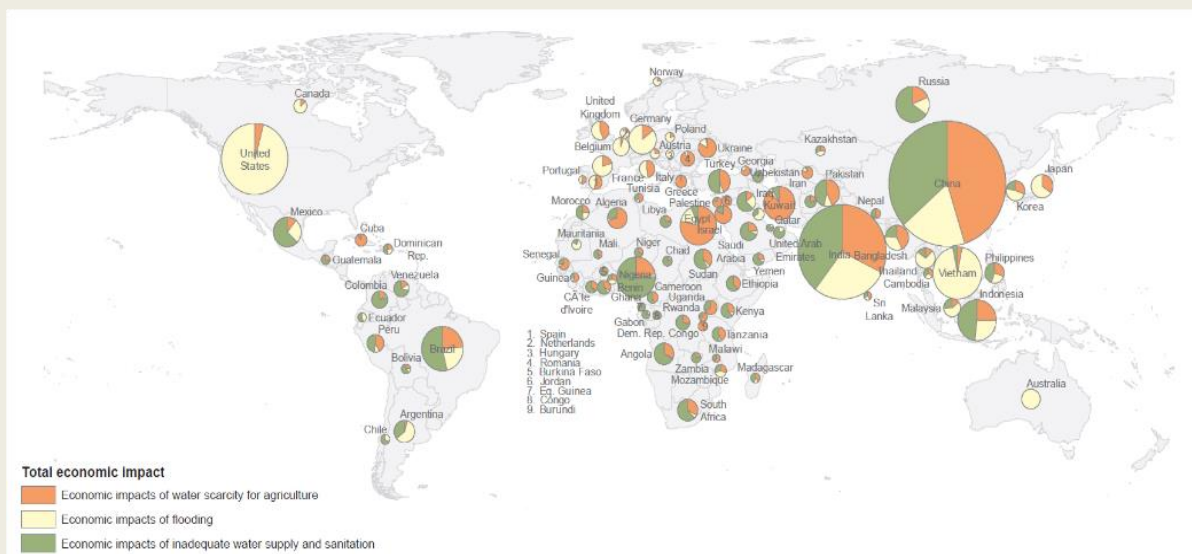 Norway
Canada
Russia
United
Kingdom
Germany
Poland
Belgium
Austria
Ukraine
Kazakhstan
4
United
States
Portugal
France
Italy
Turkey
Georgia
Uzbekistan
Iran
Pakistan
China
Japan
Greece
Tunisia
Palestine
Iraq
Kuwait
Nepal
Korea
Morocco
Algeria
Libya
Egypt
Israel
Qatar
Mexico
Cuba
Mauritania
Mali
Niger
Chad
Saudi
Arabia
United Arab
Emirates
India
Bangladesh
Vietnam
Philippines
Dominican
Rep.
Guatemala
Senegal
Nigeria
Sudan
Yemen
Thailand
Cambodia
Venezuela
Guinea
Benin
Cameroon
Ethiopia
Sri
Lanka
Malaysia
Indonesia
Colombia
CÃ´te
d'Ivoire
Ghana
Uganda
Rwanda
Kenya
Ecuador
Gabon
Dem. Rep. Congo
Peru
Brazil
Tanzania
1. Spain
2. Netherlands
3. Hungary
4. Romania
5. Burkina Faso
6. Jordan
7. Eq. Guinea
8. Congo
9. Burundi
Bolivia
Angola
Malawi
Zambia
Madagascar
Mozambique
Australia
Argentina
South
Africa
Chile
Total economic impact
Economic impacts of water scarcity for agriculture
Economic impacts of flooding
Economic impacts of inadequate water supply and sanitation